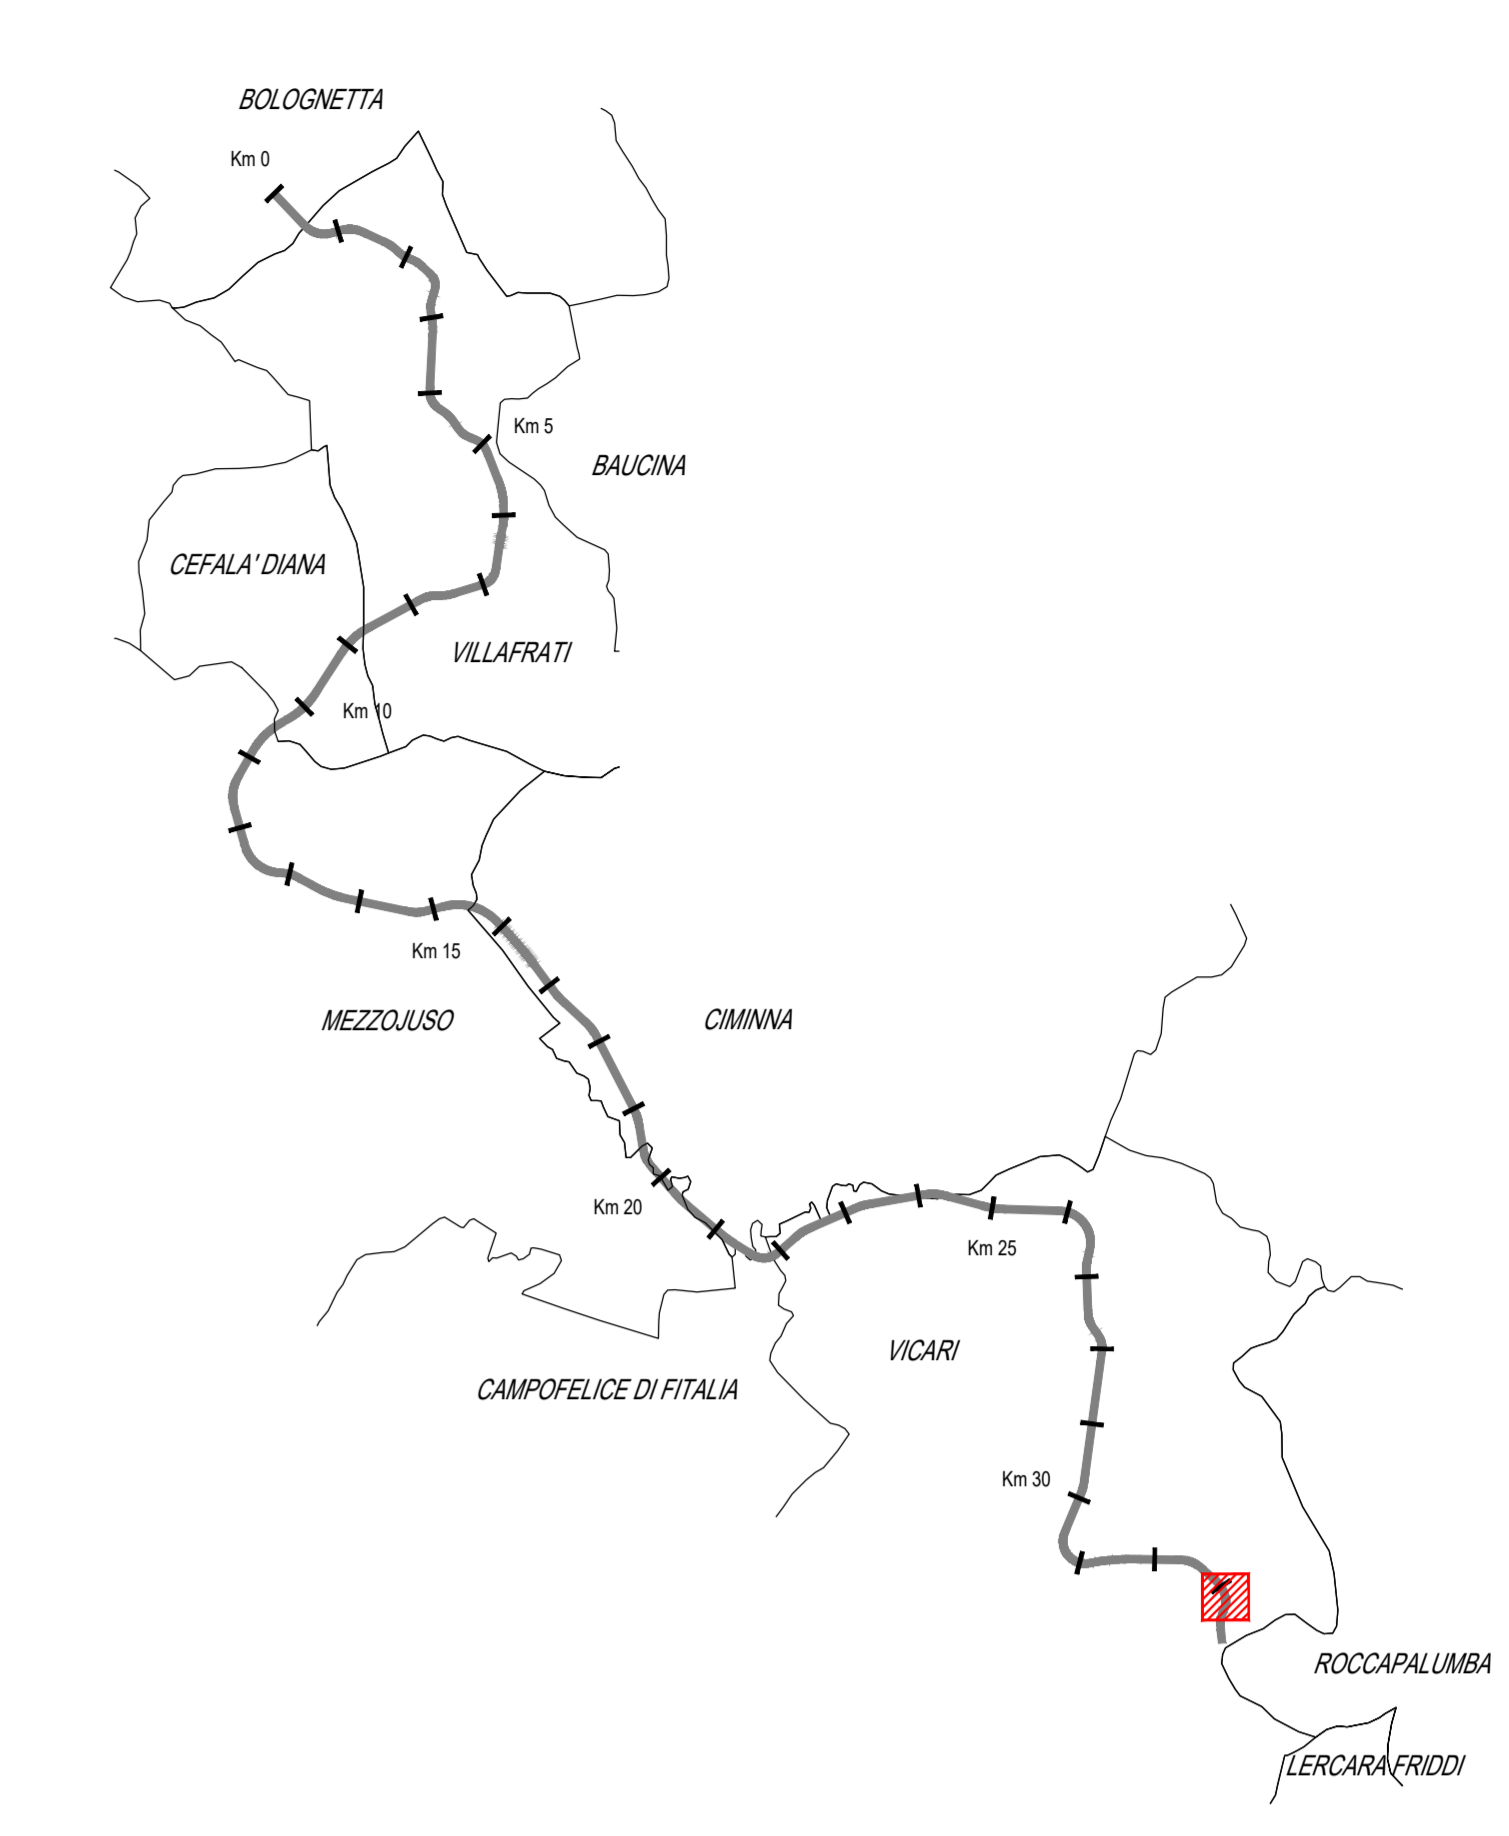 BOLOGNETTA
Km 0
Km 5
BAUCINA
CEFALA' DIANA
VILLAFRATI
Km 10
Km 15
MEZZOJUSO
CIMINNA
Km 20
Km 25
VICARI
CAMPOFELICE DI FITALIA
Km 30
ROCCAPALUMBA
LERCARA FRIDDI